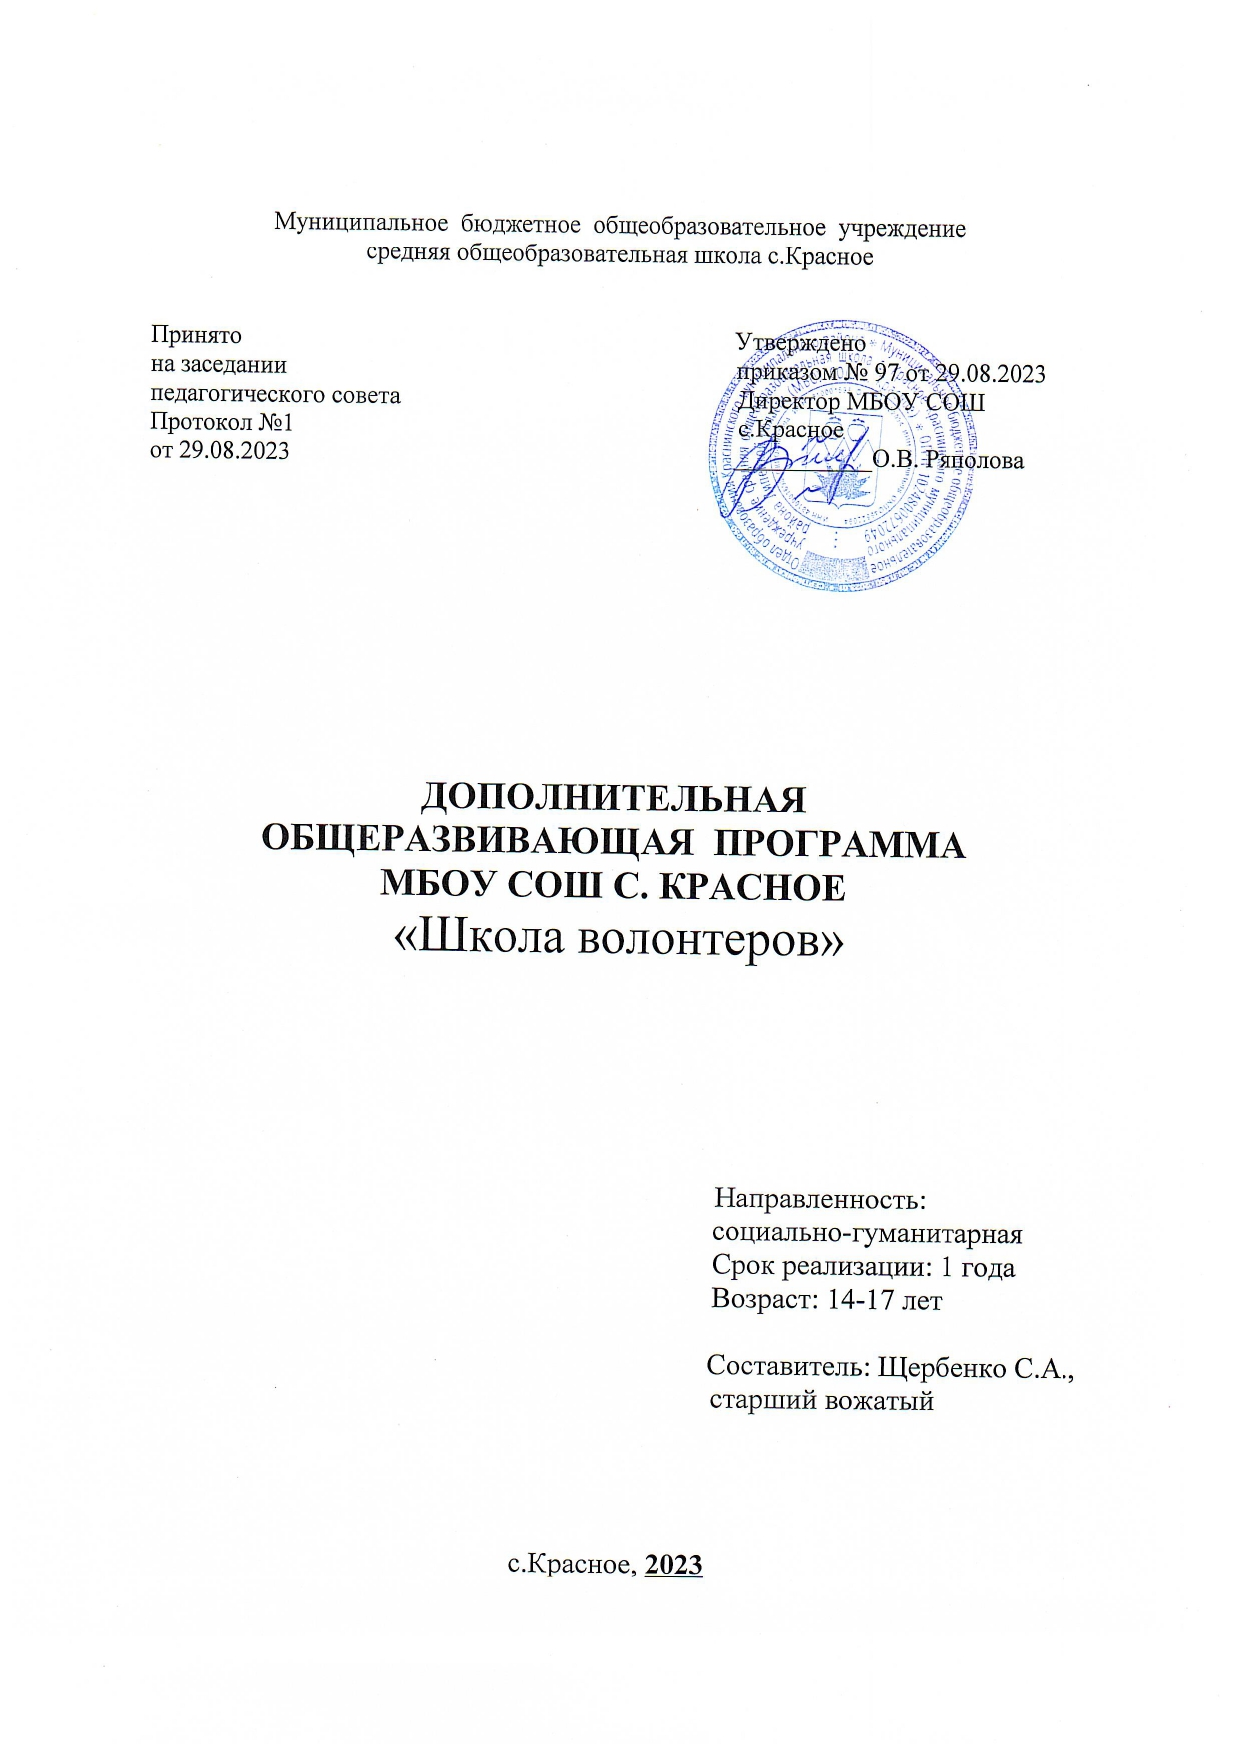 Муниципальное бюджетное общеобразовательное учреждение
средняя общеобразовательная школа с.Красное
Принято
на заседании
педагогического совета
Протокол №1
от 29.08.2023
Утверждено
приказом № 97 от 29.08.2023
Директор МБОУ СОШ
с.Красное
О.В. Ряполова
ДОПОЛНИТЕЛЬНАЯ
ОБЩЕРАЗВИВАЮЩАЯ ПРОГРАММА
МБОУ СОШ С. КРАСНОЕ
«Школа волонтеров»
Направленность:
социально-гуманитарная
Срок реализации: 1 года
Возраст: 14-17 лет
Составитель: Щербенко С.А.,
старший вожатый
с.Красное, 2023